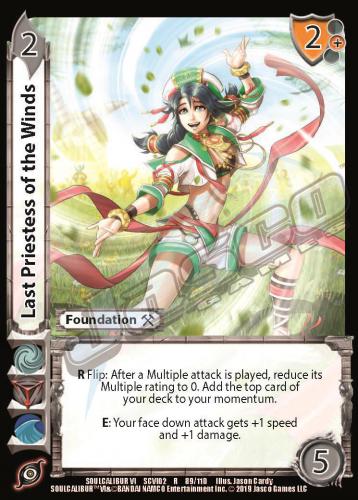 2
2
+
Last Priestess of the Winds
JASCO
GAMES
Foundation
R Flip: After a Multiple attack is played, reduce its
Multiple rating to 0. Add the top card of
your deck to your momentum.
E: Your face down attack gets +1 speed
and +1 damage.
5
SOULCALIBUR VI SCVI02 R 89/110 Illus. Jason Cardy
SOULCALIBUR™VI&©BANDAI NAMCO Entertainment Inc. © 2019 Jasco Games LLC